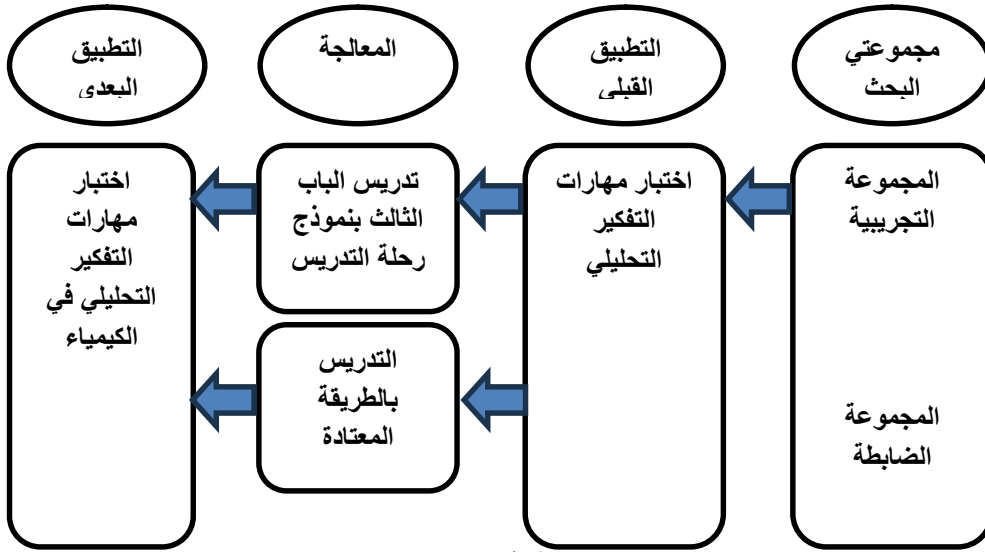 مجموعتي
البحث
التطبيق
القبلي
المعالجة
التطبيق
البعدي
المجموعة
التجريبية
المجموعة
الضابطة
اختبار مهارات
التفكير
التحليلي
تدريس الباب
الثالث بنموذج
رحلة التدريس
التدريس
بالطريقة
المعتادة
اختبار
مهارات
التفكير
التحليلي في
الكيمياء